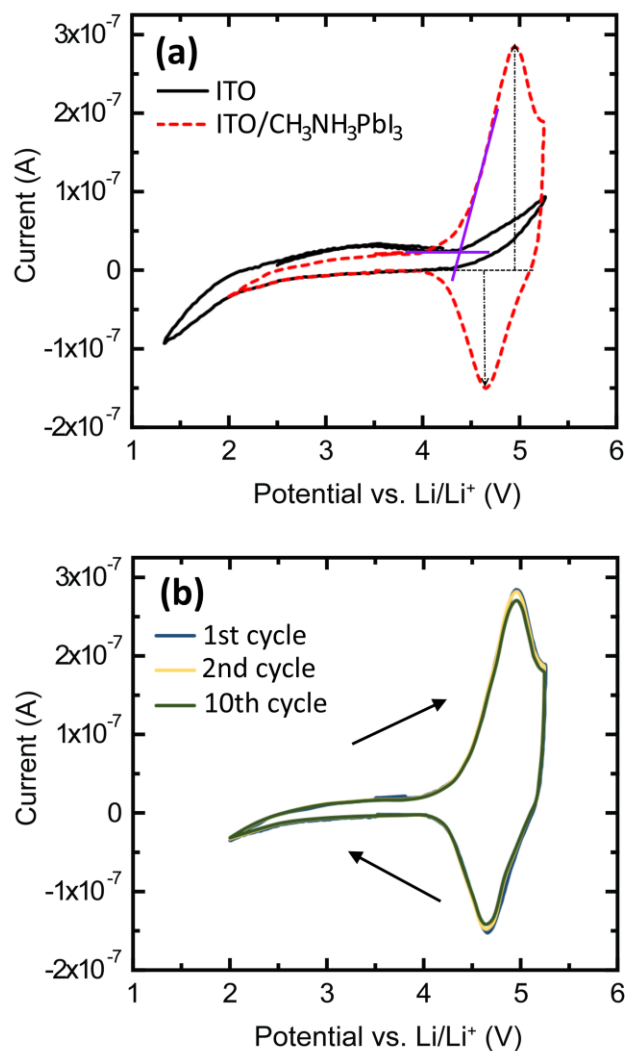 (a)
ITO
ITO/CH₃NH₃PbI₃
3x10⁻⁷
2x10⁻⁷
1x10⁻⁷
0
-1x10⁻⁷
-2x10⁻⁷
Current (A)
1 2 3 4 5 6
Potential vs. Li/Li⁺ (V)
(b)
1st cycle
2nd cycle
10th cycle
3x10⁻⁷
2x10⁻⁷
1x10⁻⁷
0
-1x10⁻⁷
-2x10⁻⁷
Current (A)
1 2 3 4 5 6
Potential vs. Li/Li⁺ (V)